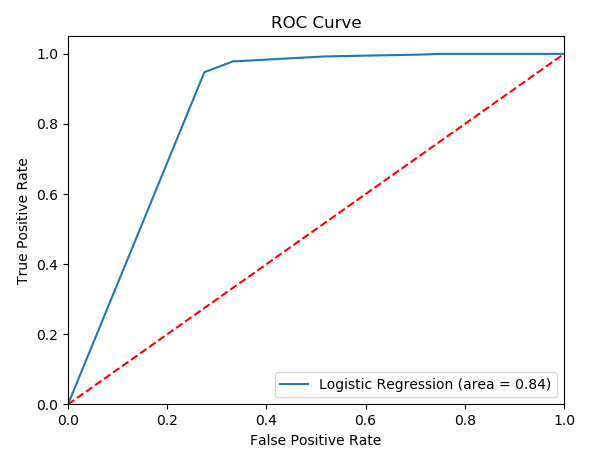 ROC Curve
1.0
0.8
0.6
0.4
0.2
0.0
True Positive Rate
Logistic Regression (area = 0.84)
0.0 0.2 0.4 0.6 0.8 1.0
False Positive Rate